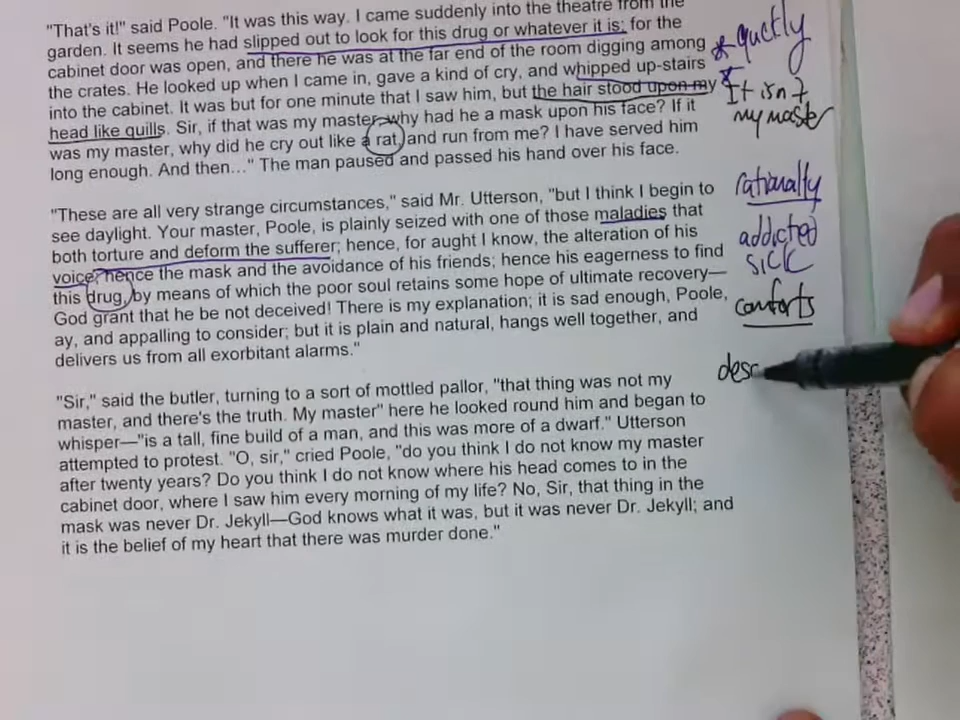 "That's it!" said Poole. "It was this way. I came suddenly into the theatre from the
garden. It seems he had slipped out to look for this drug or whatever it is; for the
cabinet door was open, and there he was at the far end of the room digging among
the crates. He looked up when I came in, gave a kind of cry, and whipped up-stairs
into the cabinet. It was but for one minute that I saw him, but the hair stood upon my
head like quills. Sir, if that was my master, why had he a mask upon his face? If it
was my master, why did he cry out like a rat, and run from me? I have served him
long enough. And then…" The man paused and passed his hand over his face.
quickly
It isn't
my master
"These are all very strange circumstances," said Mr. Utterson, "but I think I begin to
see daylight. Your master, Poole, is plainly seized with one of those maladies that
both torture and deform the sufferer; hence, for aught I know, the alteration of his
voice; hence the mask and the avoidance of his friends; hence his eagerness to find
this drug, by means of which the poor soul retains some hope of ultimate recovery—
God grant that he be not deceived! There is my explanation; it is sad enough, Poole,
ay, and appalling to consider; but it is plain and natural, hangs well together, and
delivers us from all exorbitant alarms."
rationally
addicted
sick
comforts
"Sir," said the butler, turning to a sort of mottled pallor, "that thing was not my
master, and there's the truth. My master" here he looked round him and began to
whisper—"is a tall, fine build of a man, and this was more of a dwarf." Utterson
attempted to protest. "O, sir," cried Poole, "do you think I do not know my master
after twenty years? Do you think I do not know where his head comes to in the
cabinet door, where I saw him every morning of my life? No, Sir, that thing in the
mask was never Dr. Jekyll—God knows what it was, but it was never Dr. Jekyll; and
it is the belief of my heart that there was murder done."
desc